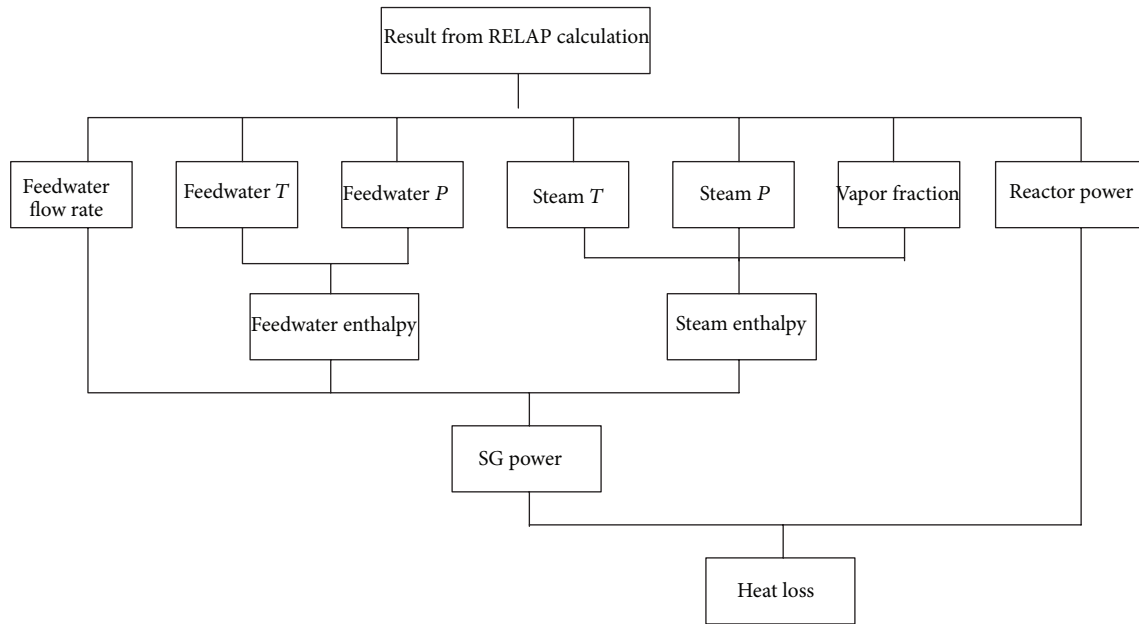 Result from RELAP calculation
Feedwater
flow rate
Feedwater T
Feedwater P
Steam T
Steam P
Vapor fraction
Reactor power
Feedwater enthalpy
Steam enthalpy
SG power
Heat loss